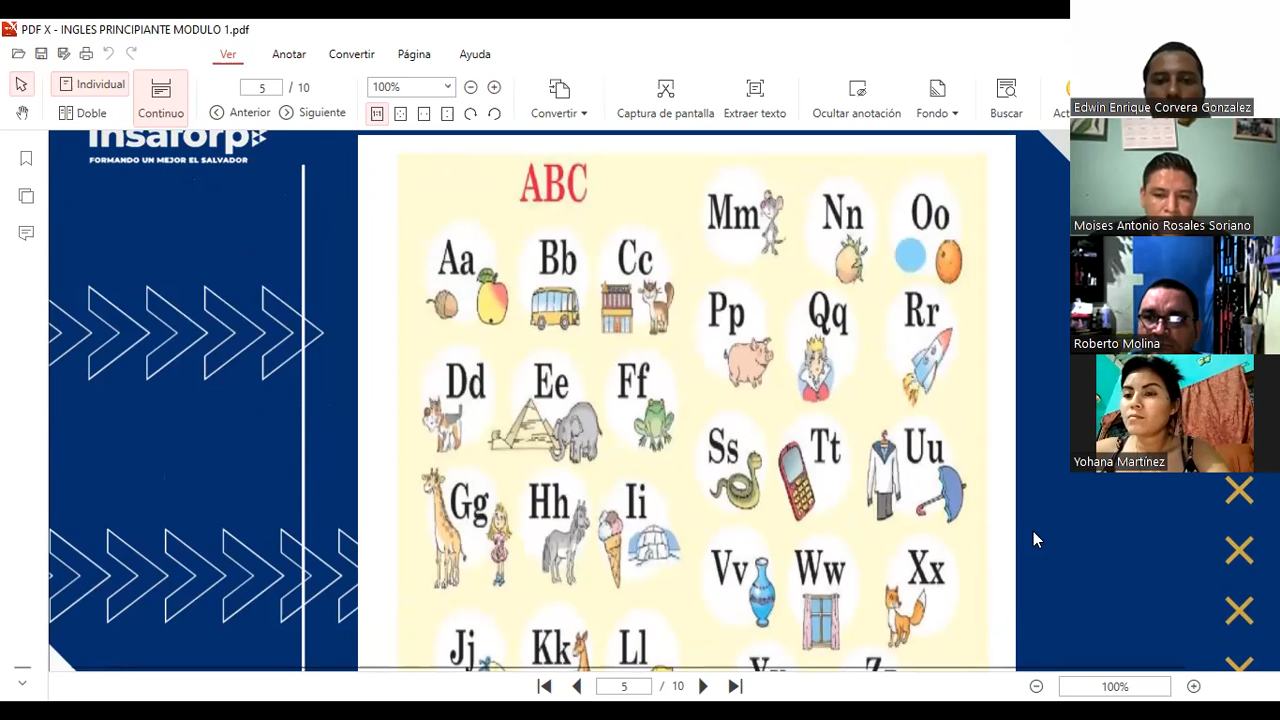 PDF X - INGLES PRINCIPIANTE MODULO 1.pdf
Ver Anotar Convertir Página Ayuda
Individual
Doble
Continuo
5 / 10
Anterior Siguiente
100%
Convertir
Captura de pantalla
Extraer texto
Ocultar anotación
Fondo
Buscar
insaforp
FORMANDO UN MEJOR EL SALVADOR
ABC
Aa Bb Cc
Dd Ee Ff
Gg Hh Ii
Jj Kk Ll
Mm Nn Oo
Pp Qq Rr
Ss Tt Uu
Vv Ww Xx
Edwin Enrique Corvera Gonzalez
Moises Antonio Rosales Soriano
Roberto Molina
Yohana Martínez
5 / 10
100%